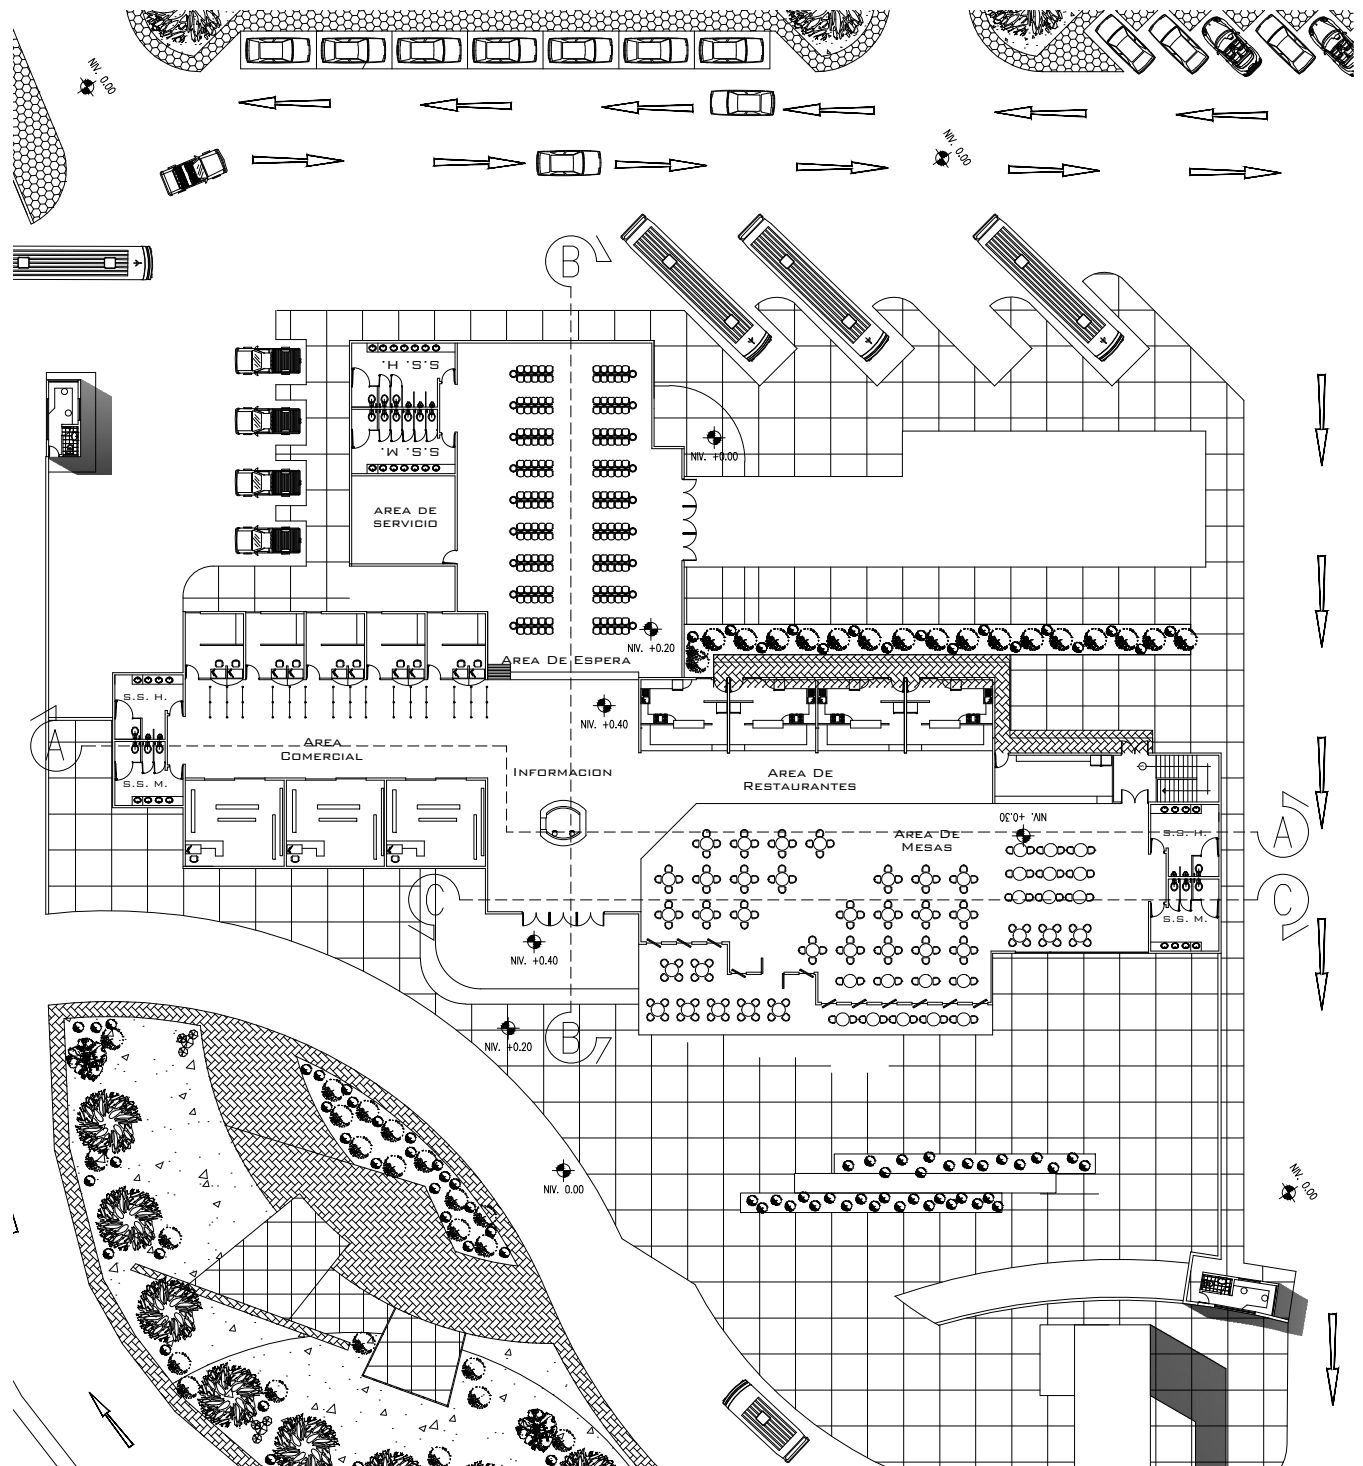 NIV. 0.00
NIV. 0.00
B
S.S. H.
S.S. M.
NIV. +0.00
AREA DE
SERVICIO
NIV. +0.20
AREA DE ESPERA
S.S. H.
NIV. +0.40
A
AREA
COMERCIAL
INFORMACION
AREA DE
RESTAURANTES
S.S. M.
NIV. +0.30
AREA DE
MESAS
S.S. H.
A
C
C
S.S. M.
NIV. +0.40
NIV. +0.20
B
NIV. 0.00
NIV. 0.00